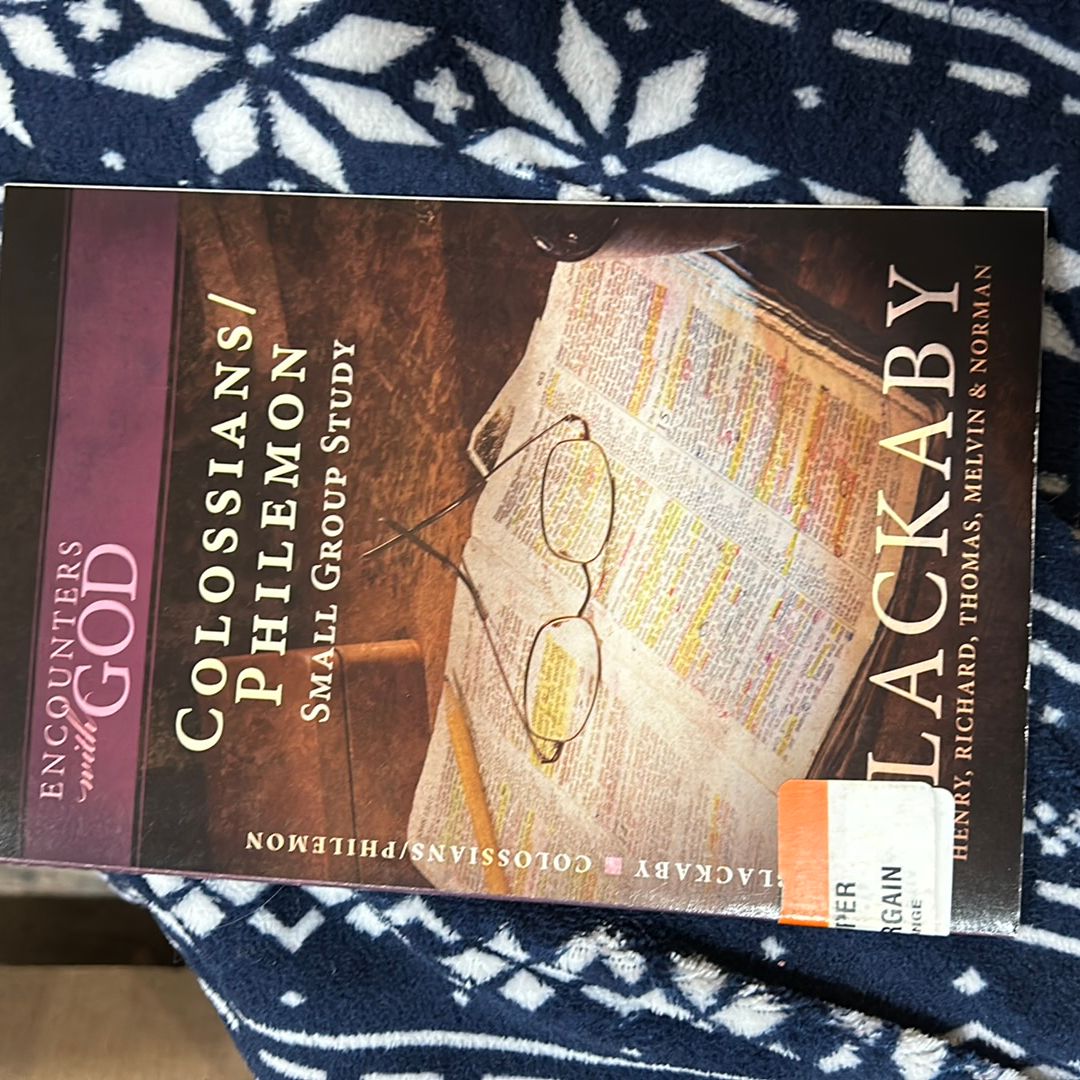 ENCOUNTERS
with GOD
COLOSSIANS/
PHILEMON
SMALL GROUP STUDY
LACKABY
HENRY, RICHARD, THOMAS, MELVIN & NORMAN
LACKABY ■ COLOSSIANS/PHILEMON
PER
RGAIN
NGE